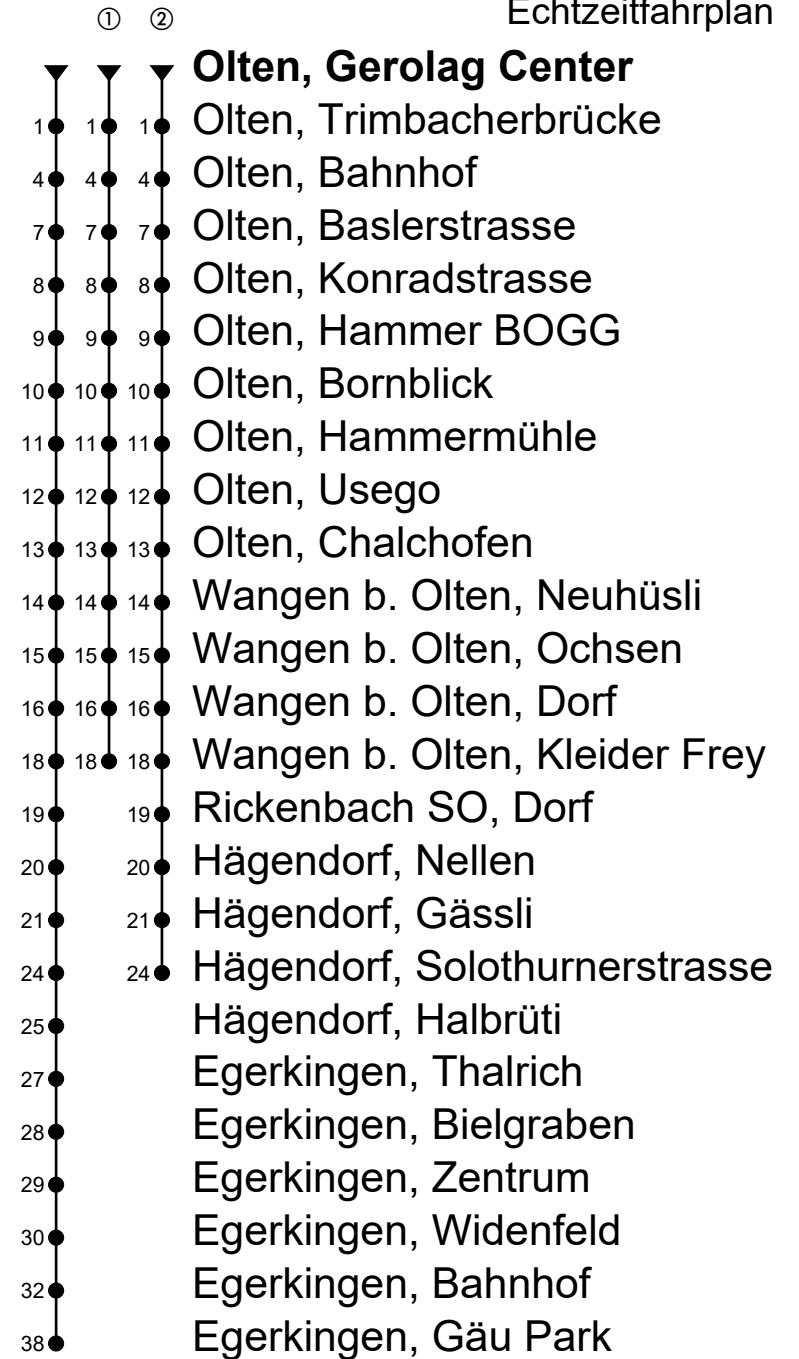 Echtzeitfahrplan
① ②
Olten, Gerolag Center
1 1 1 Olten, Trimbacherbrücke
4 4 4 Olten, Bahnhof
7 7 7 Olten, Baslerstrasse
8 8 8 Olten, Konradstrasse
9 9 9 Olten, Hammer BOGG
10 10 10 Olten, Bornblick
11 11 11 Olten, Hammermühle
12 12 12 Olten, Usego
13 13 13 Olten, Chalchofen
14 14 14 Wangen b. Olten, Neuhüsli
15 15 15 Wangen b. Olten, Ochsen
16 16 16 Wangen b. Olten, Dorf
18 18 18 Wangen b. Olten, Kleider Frey
19 19 Rickenbach SO, Dorf
20 20 Hägendorf, Nellen
21 21 Hägendorf, Gässli
24 24 Hägendorf, Solothurnerstrasse
25 Hägendorf, Halbrüti
27 Egerkingen, Thalrich
28 Egerkingen, Bielgraben
29 Egerkingen, Zentrum
30 Egerkingen, Widenfeld
32 Egerkingen, Bahnhof
38 Egerkingen, Gäu Park